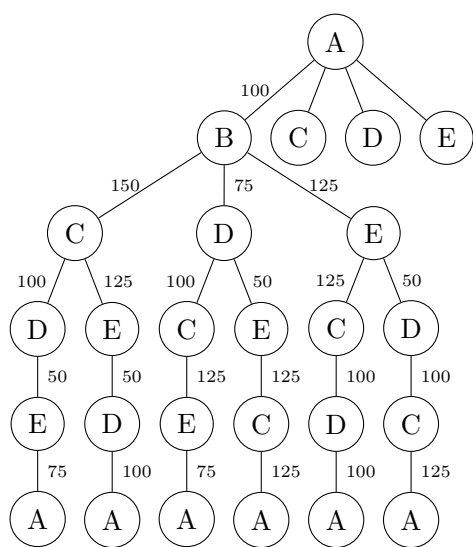 A
100
B C D E
150 75 125
C D E
100 125 100 50 125 50
D E C E C D
50 50 125 125 100 100
E D E C D C
75 100 75 125 100 125
A A A A A A